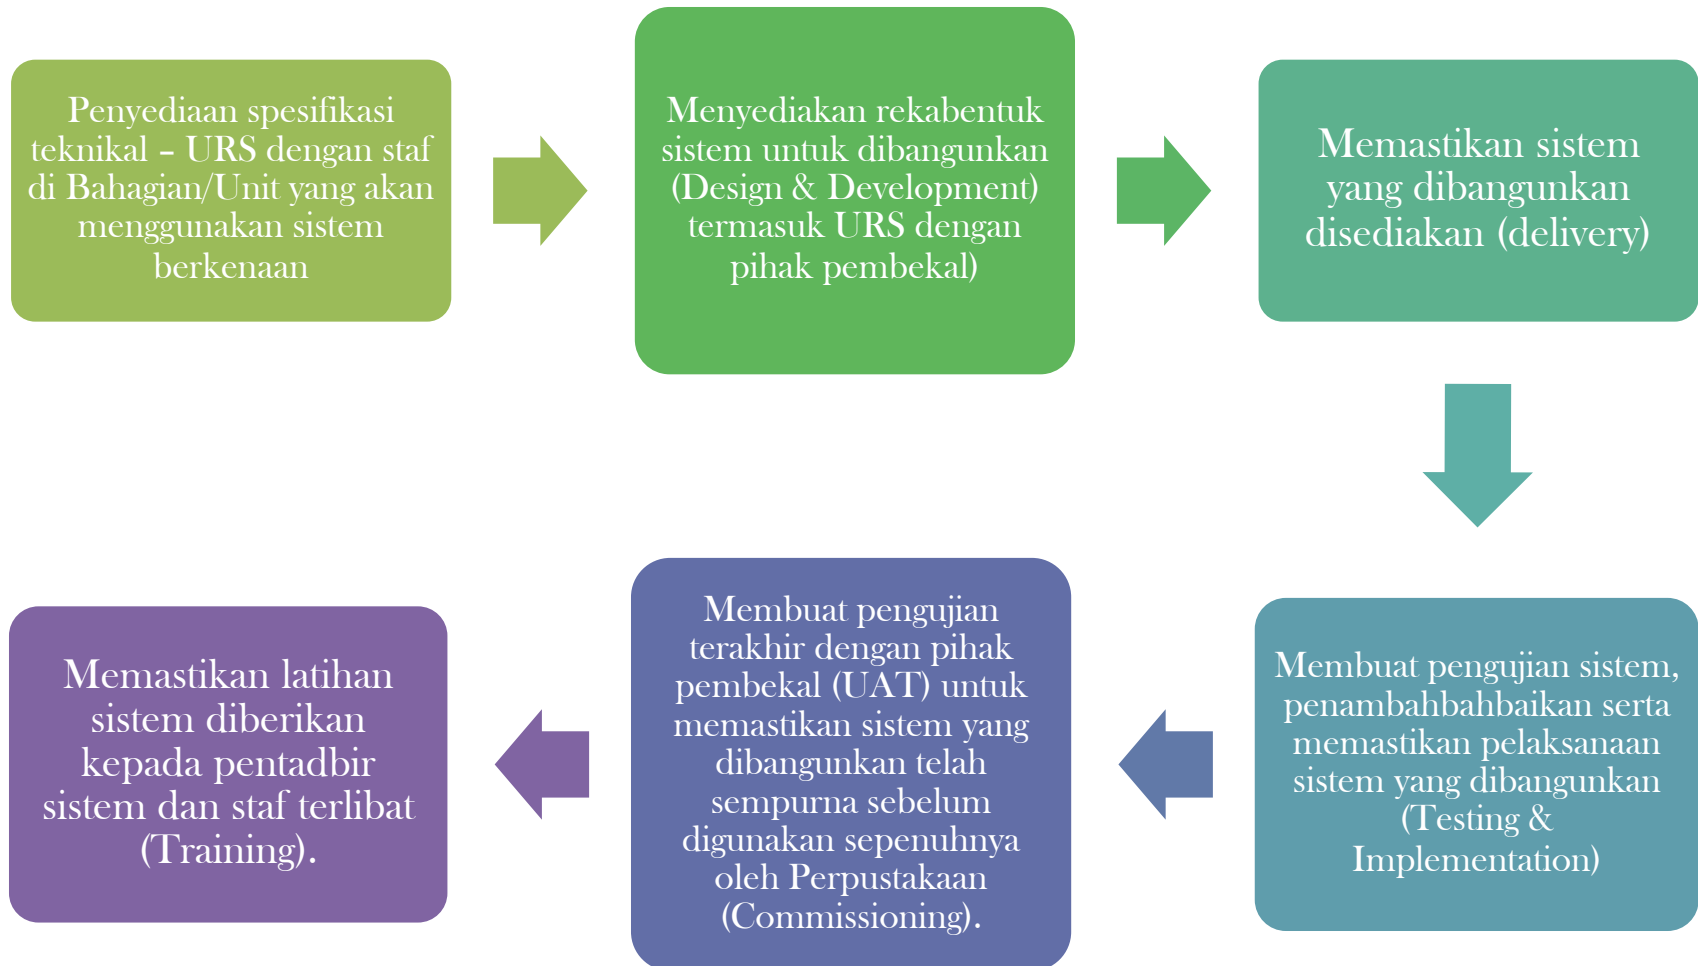 Penyediaan spesifikasi
teknikal – URS dengan staf
di Bahagian/Unit yang akan
menggunakan sistem
berkenaan
Menyediakan rekabentuk
sistem untuk dibangunkan
(Design & Development)
termasuk URS dengan
pihak pembekal)
Memastikan sistem
yang dibangunkan
disediakan (delivery)
Membuat pengujian sistem,
penambahbahbaikan serta
memastikan pelaksanaan
sistem yang dibangunkan
(Testing &
Implementation)
Membuat pengujian
terakhir dengan pihak
pembekal (UAT) untuk
memastikan sistem yang
dibangunkan telah
sempurna sebelum
digunakan sepenuhnya
oleh Perpustakaan
(Commissioning).
Memastikan latihan
sistem diberikan
kepada pentadbir
sistem dan staf terlibat
(Training).